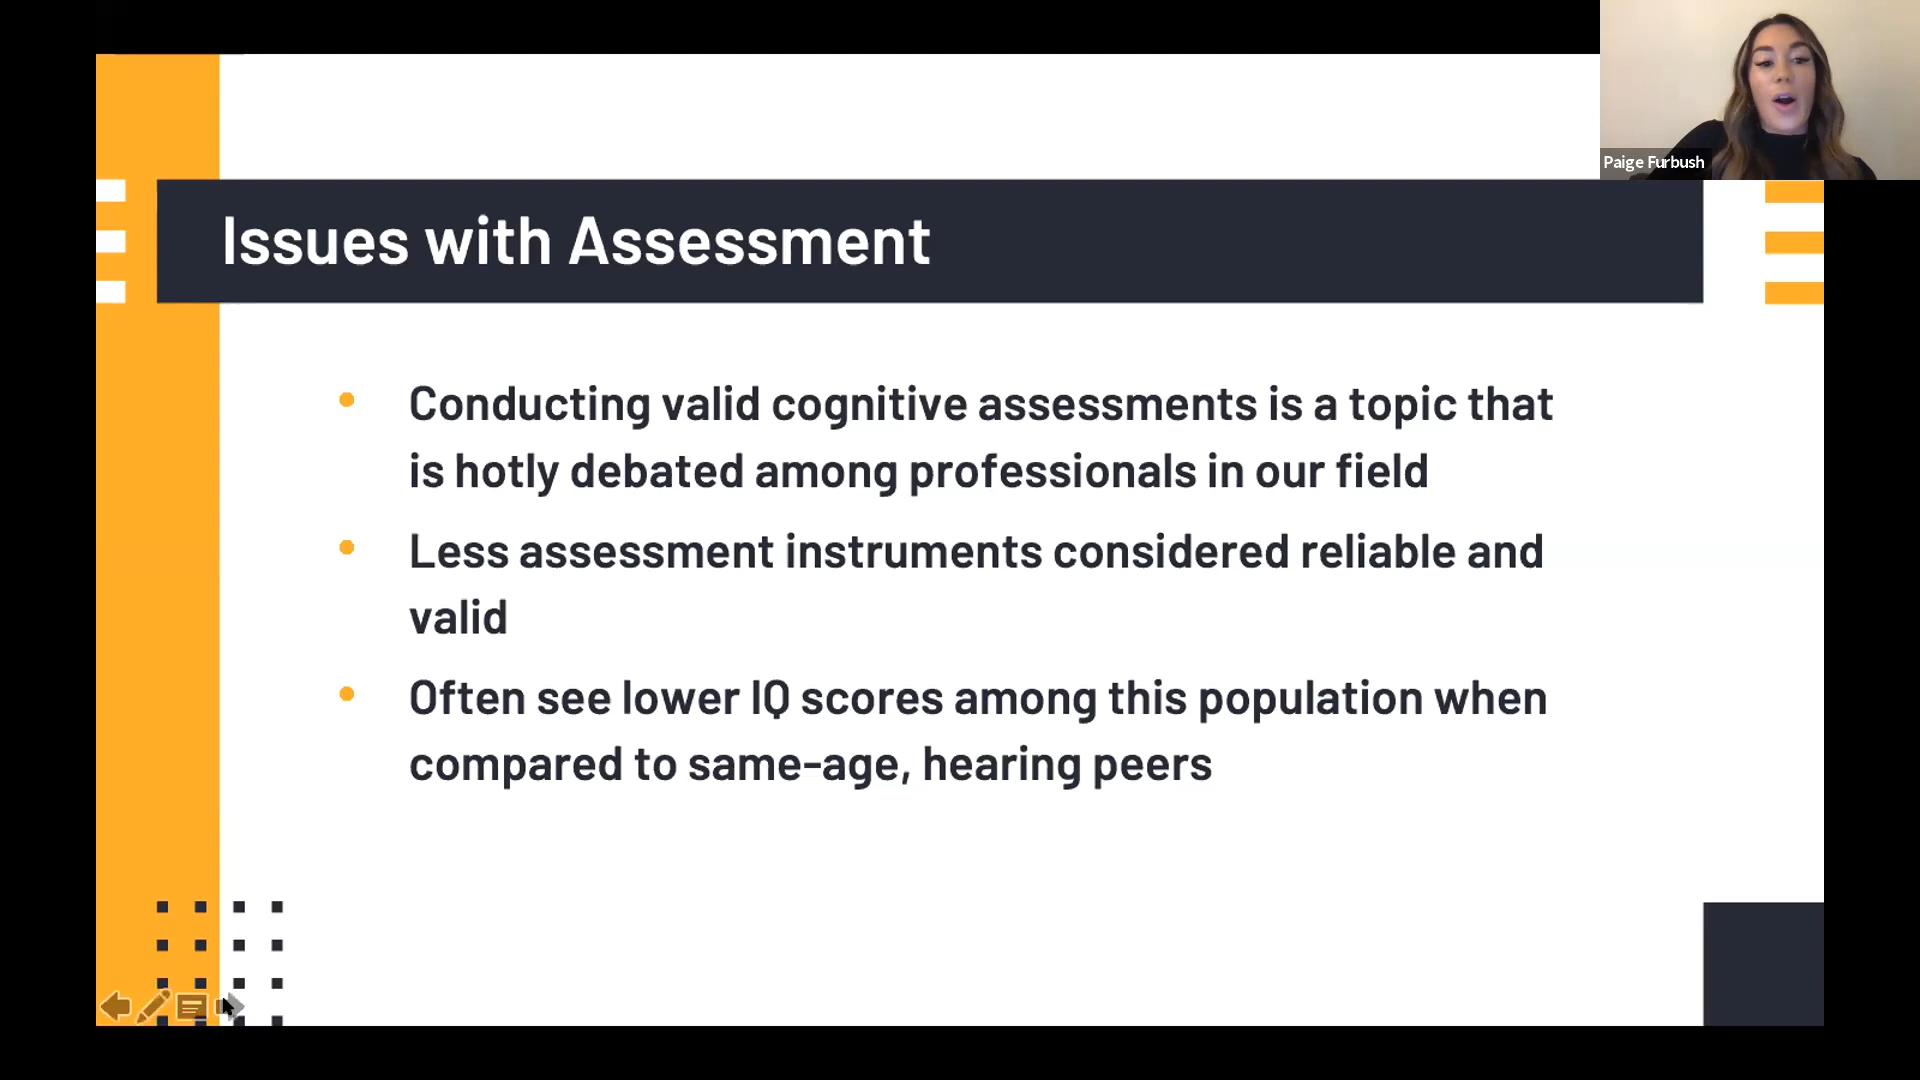 Paige Furbush
Issues with Assessment
Conducting valid cognitive assessments is a topic that
is hotly debated among professionals in our field
Less assessment instruments considered reliable and
valid
Often see lower IQ scores among this population when
compared to same-age, hearing peers